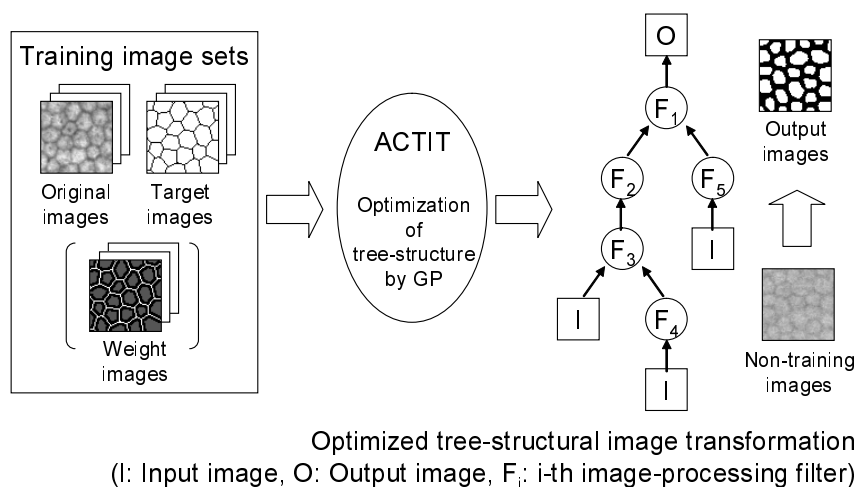 Training image sets
Original
images
Target
images
Weight
images
ACTIT
Optimization
of
tree-structure
by GP
O
F1
F2
F5
F3
I
I
F4
I
Output
images
Non-training
images
Optimized tree-structural image transformation
(I: Input image, O: Output image, Fi: i-th image-processing filter)